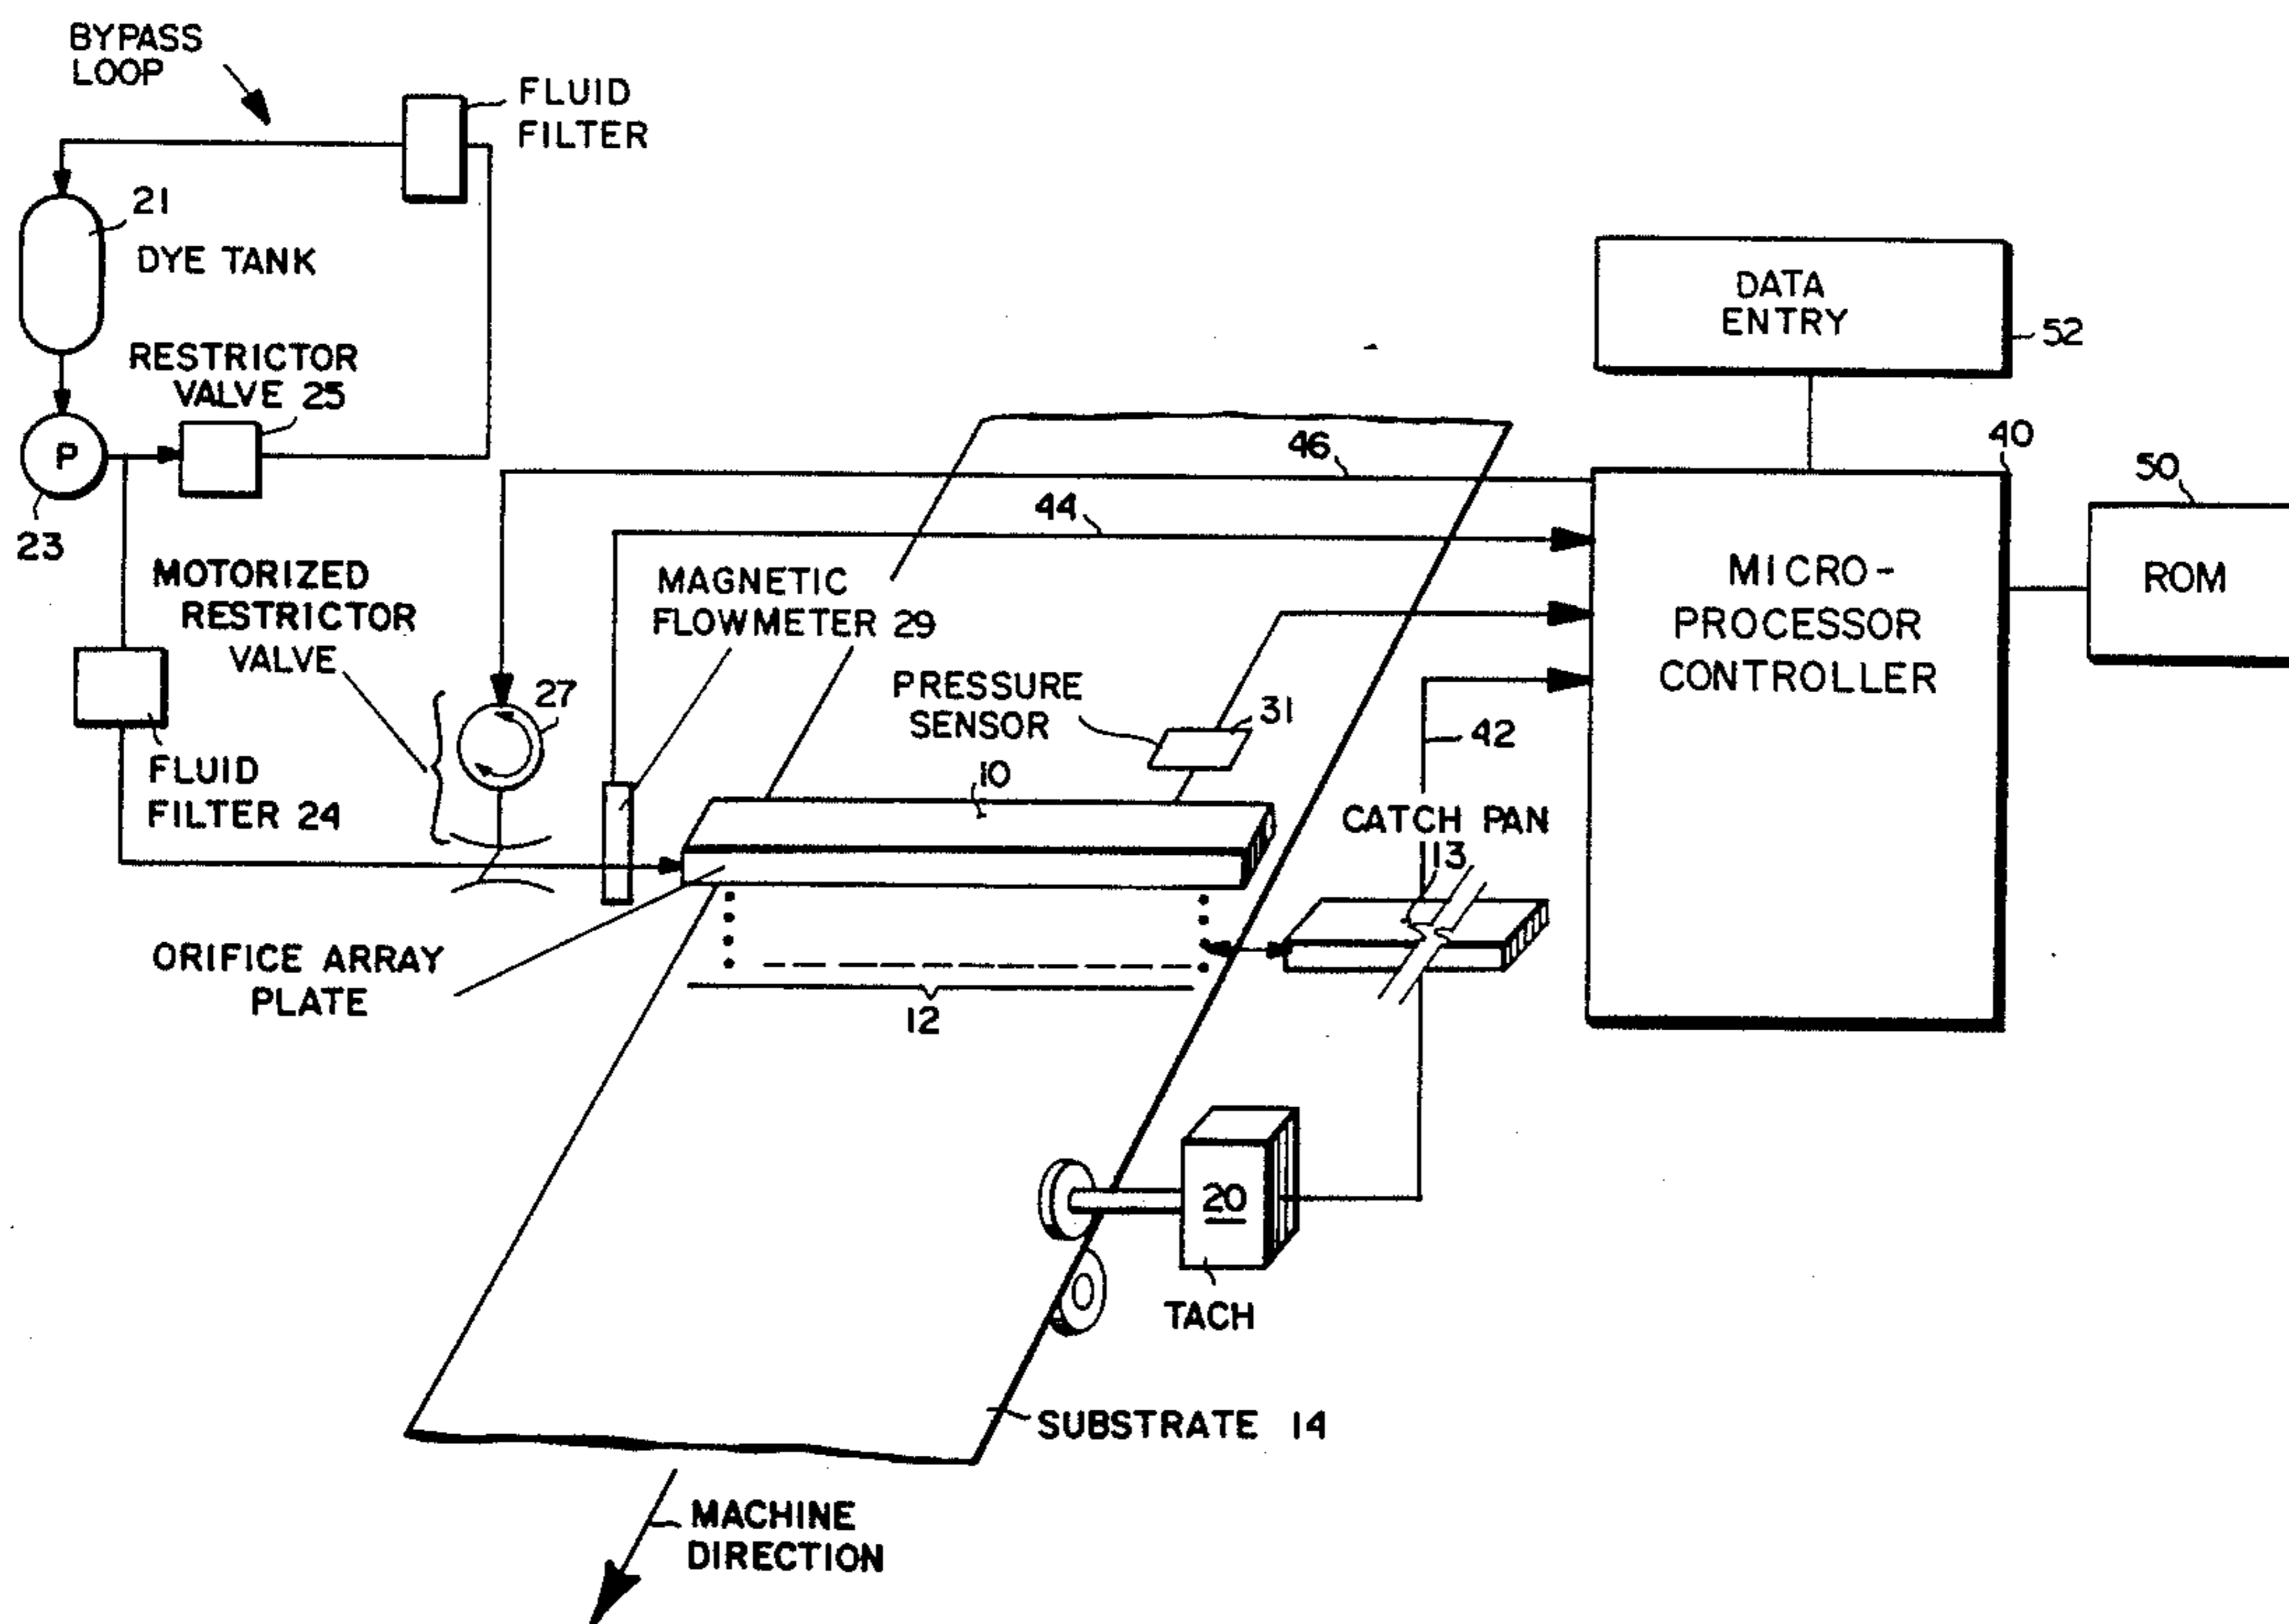 BYPASS
LOOP
FLUID
FILTER
21
DYE TANK
RESTRICTOR
VALVE 25
P
23
MOTORIZED
RESTRICTOR
VALVE
27
FLUID
FILTER 24
MAGNETIC
FLOWMETER 29
46
44
PRESSURE
SENSOR
31
10
DATA
ENTRY
52
40
50
MICRO-
PROCESSOR
CONTROLLER
ROM
42
CATCH PAN
13
ORIFICE ARRAY
PLATE
12
20
TACH
SUBSTRATE 14
MACHINE
DIRECTION